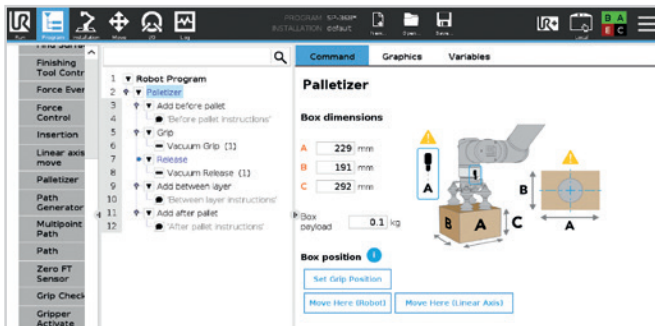 UR
Run
Program
Installation
Move
I/O
Log
PROGRAM
INSTALLATION default
New...
Open...
Save...
UR+
Local
B A
E C
Find Surface
Finishing
Tool Contr
Force Ever
Force
Control
Insertion
Linear axis
move
Palletizer
Path
Generator
Multipoint
Path
Path
Zero FT
Sensor
Grip Check
Gripper
Activate
1 Robot Program
2 Palletizer
3 Add before pallet
4 'Before pallet instructions'
5 Grip
6 Vacuum Grip (1)
7 Release
8 Vacuum Release (1)
9 Add between layer
10 'Between layer instructions'
11 Add after pallet
12 'After pallet instructions'
Command Graphics Variables
Palletizer
Box dimensions
A 229 mm
B 191 mm
C 292 mm
Box
payload 0.1 kg
A
B A C
B
A
Box position i
Set Grip Position
Move Here (Robot) Move Here (Linear Axis)